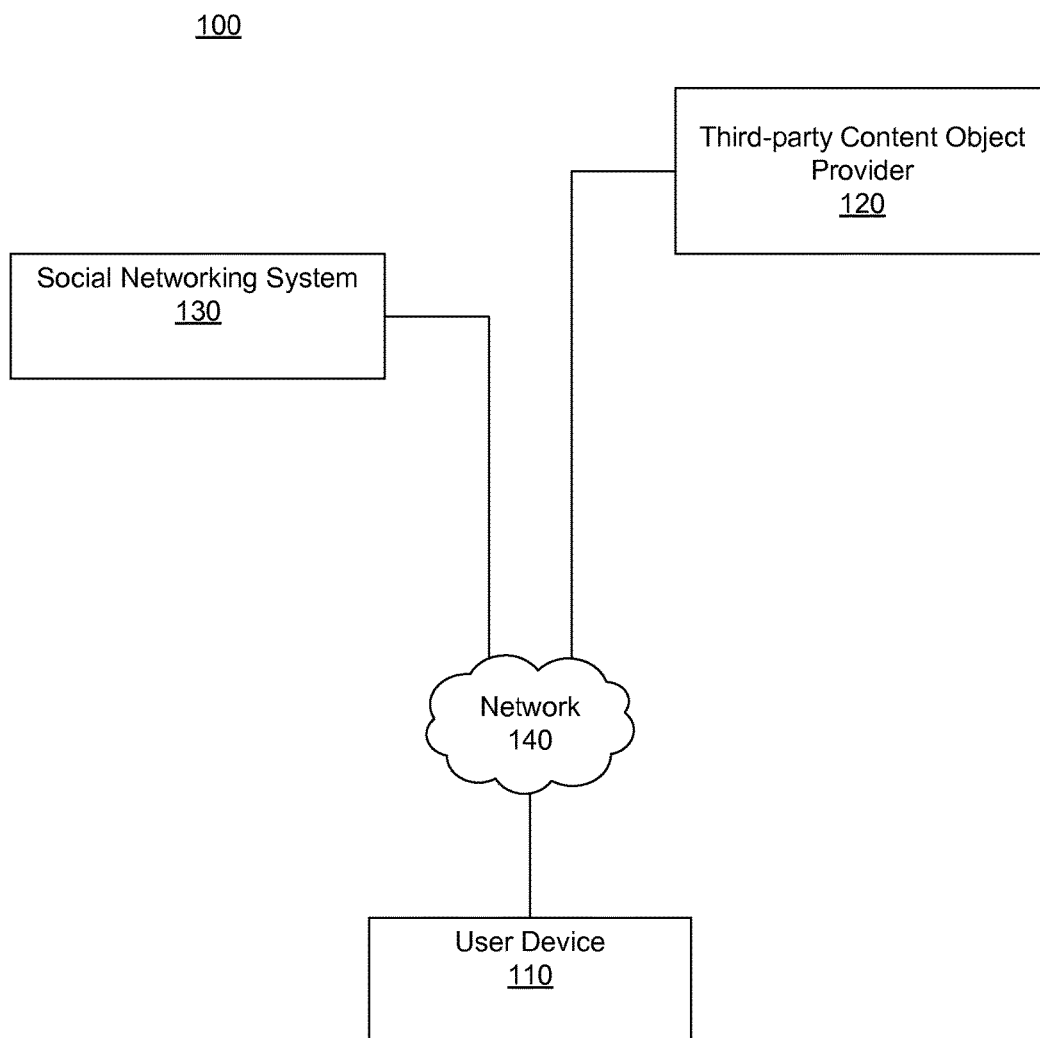 100
Third-party Content Object
Provider
120
Social Networking System
130
Network
140
User Device
110